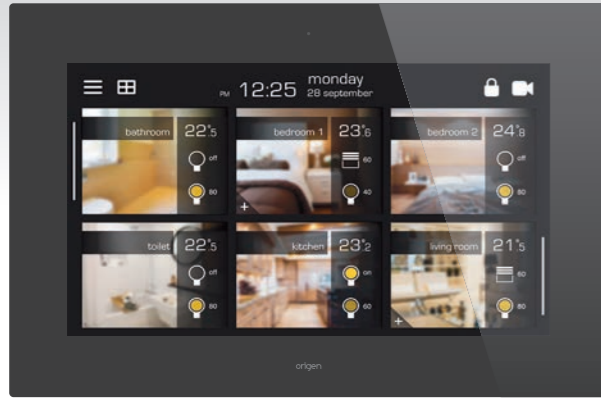 PM 12:25 monday
28 september
bathroom 22°5
off
80
bedroom 1 23°6
60
40
bedroom 2 24°8
off
80
toilet 22°5
off
80
kitchen 23°2
on
60
living room 21°5
60
80
origen